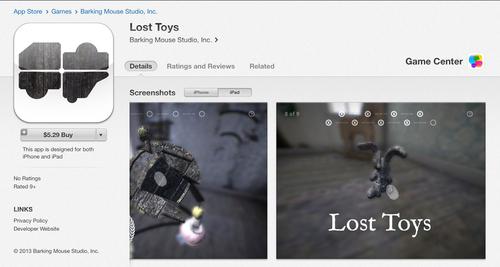 App Store > Games > Barking Mouse Studio, Inc.
Lost Toys
Barking Mouse Studio, Inc. >
Details Ratings and Reviews Related
Game Center
$5.29 Buy
This app is designed for both
iPhone and iPad
No Ratings
Rated 9+
LINKS
Privacy Policy
Developer Website
© 2013 Barking Mouse Studio, Inc.
Screenshots
iPhone iPad
8 of 9
Lost Toys